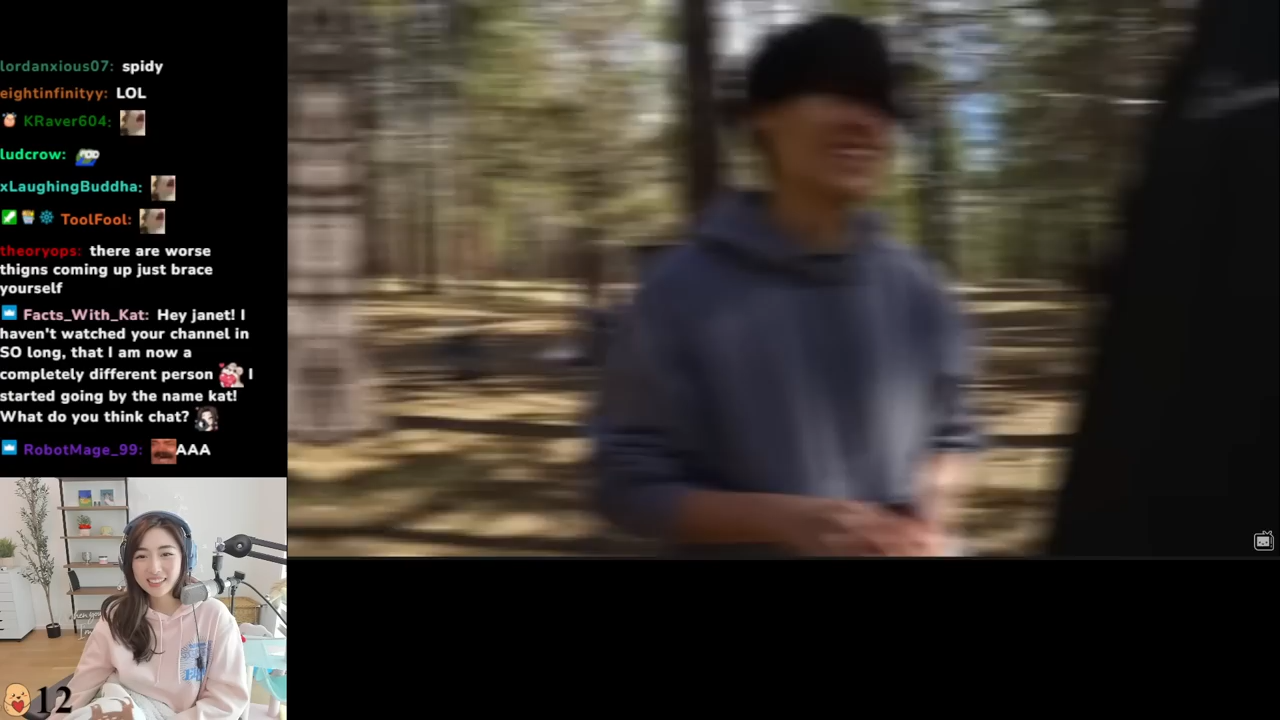 lordanxious07: spidy
eightinfinityy: LOL
KRaver604:
ludcrow:
xLaughingBuddha:
ToolFool:
theoryops: there are worse
thigns coming up just brace
yourself
Facts_With_Kat: Hey janet! I
haven't watched your channel in
SO long, that I am now a
completely different person I
started going by the name kat!
What do you think chat?
RobotMage_99: AAA
12